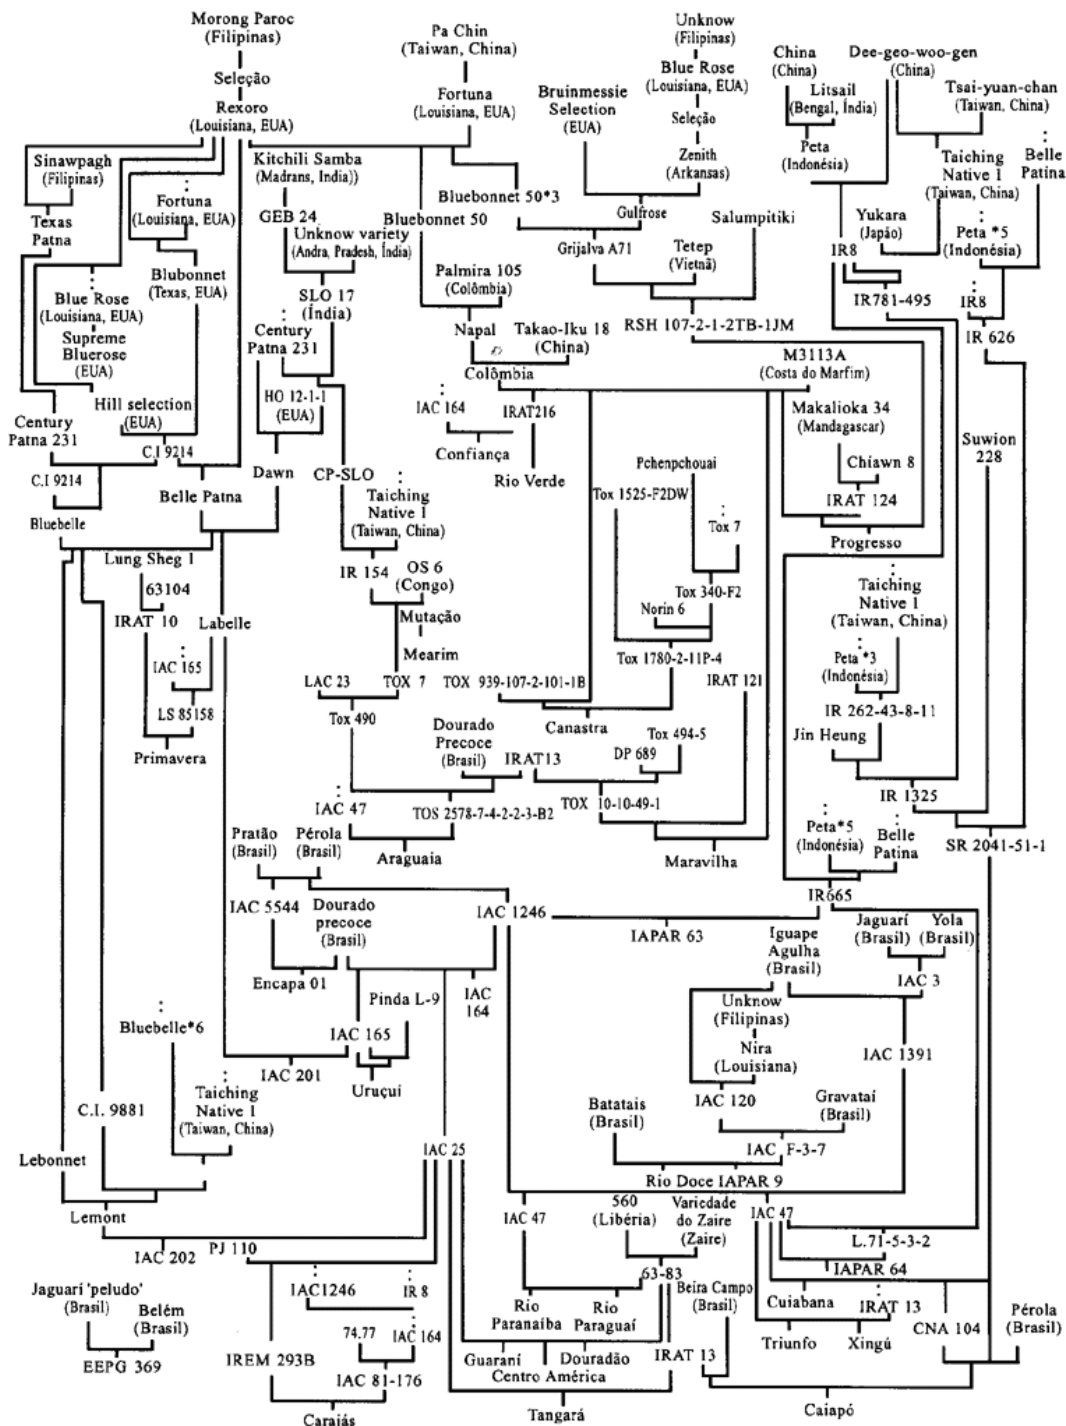 Morong Paroc
(Filipinas)
Seleção
Rexoro
(Louisiana, EUA)
Pa Chin
(Taiwan, China)
Fortuna
(Louisiana, EUA)
Unknow
(Filipinas)
Blue Rose
(Louisiana, EUA)
Seleção
Zenith
(Arkansas)
Bruinmessie
Selection
(EUA)
China
(China)
Litsail
(Bengal, Índia)
Peta
(Indonésia)
Dee-geo-woo-gen
(China)
Tsai-yuan-chan
(Taiwan, China)
Taiching
Native 1
(Taiwan, China)
Belle
Patina
Sinawpagh
(Filipinas)
Texas
Patna
Fortuna
(Louisiana, EUA)
Blubonnet
(Texas, EUA)
Kitchili Samba
(Madrans, India))
GEB 24
Unknow variety
(Andra, Pradesh, Índia)
SLO 17
(Índia)
Bluebonnet 50*3
Bluebonnet 50
Gulfrose
Grijalva A71
Salumpitiki
Tetep
(Vietnã)
Yukara
(Japão)
Peta *5
(Indonésia)
IR8
IR781-495
IR8
IR 626
Blue Rose
(Louisiana, EUA)
Supreme
Bluerose
(EUA)
Hill selection
(EUA)
Century
Patna 231
HO 12-1-1
(EUA)
Palmira 105
(Colômbia)
Napal
Takao-Iku 18
(China)
Colômbia
RSH 107-2-1-2TB-1JM
M3113A
(Costa do Marfim)
Makalioka 34
(Mandagascar)
Chiawn 8
IRAT 124
Progresso
Suwion
228
Century
Patna 231
C.I 9214
C.I 9214
Bluebelle
Belle Patna
Dawn
CP-SLO
Taiching
Native 1
(Taiwan, China)
IAC 164
IRAT216
Confiança
Rio Verde
Pchenpchouai
Tox 1525-F2DW
Tox 7
Tox 340-F2
Norin 6
Tox 1780-2-11P-4
Lung Sheg 1
63104
IRAT 10
Labelle
IAC 165
LS 85158
Primavera
IR 154
OS 6
(Congo)
Mutação
Mearim
LAC 23
TOX 7
TOX 939-107-2-101-1B
IRAT 121
Tox 490
Canastra
Taiching
Native 1
(Taiwan, China)
Peta *3
(Indonésia)
IR 262-43-8-11
Jin Heung
IR 1325
Dourado
Precoce
(Brasil)
IRAT13
Tox 494-5
DP 689
TOX 10-10-49-1
IAC 47
TOS 2578-7-4-2-2-3-B2
Araguaia
Maravilha
Peta*5
(Indonésia)
Belle
Patina
SR 2041-51-1
IR665
Pratão
(Brasil)
Pérola
(Brasil)
IAC 5544
Dourado
precoce
(Brasil)
Encapa 01
IAC 1246
IAPAR 63
Iguape
Agulha
(Brasil)
Jaguarí
(Brasil)
Yola
(Brasil)
IAC 3
Pinda L-9
IAC
164
IAC 165
Uruçuí
IAC 201
Unknow
(Filipinas)
Nira
(Louisiana)
IAC 120
IAC 1391
Gravataí
(Brasil)
Batatais
(Brasil)
IAC F-3-7
Rio Doce IAPAR 9
Bluebelle*6
C.I. 9881
Taiching
Native 1
(Taiwan, China)
Lebonnet
Lemont
IAC 25
IAC 202
PJ 110
IAC 47
560
(Libéria)
Variedade
do Zaire
(Zaire)
63-83
IAC 47
L.71-5-3-2
IAPAR 64
Cuiabana
IRAT 13
Triunfo
Xingú
CNA 104
Pérola
(Brasil)
Jaguarí 'peludo'
(Brasil)
Belém
(Brasil)
EEPG 369
IAC1246
IR 8
74.77
IAC 164
IREM 293B
IAC 81-176
Carajás
Rio
Paranaíba
Rio
Paraguaí
Guaraní
Douradão
Centro América
Beira Campo
(Brasil)
IRAT 13
Tangará
Caiapó